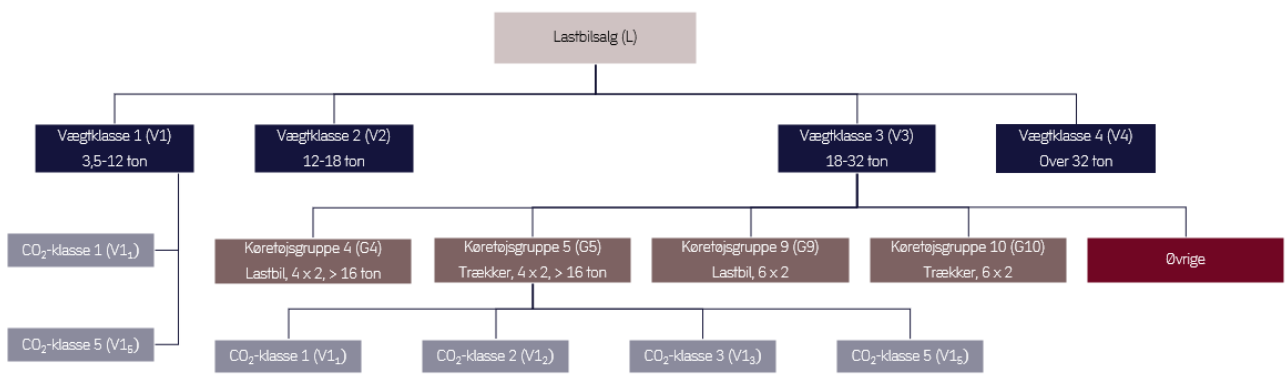 Lastbilsalg (L)
Vægtklasse 1 (V1)
3,5-12 ton
Vægtklasse 2 (V2)
12-18 ton
Vægtklasse 3 (V3)
18-32 ton
Vægtklasse 4 (V4)
Over 32 ton
CO₂-klasse 1 (V1₁)
CO₂-klasse 5 (V1₅)
Køretøjsgruppe 4 (G4)
Lastbil, 4 x 2, > 16 ton
Køretøjsgruppe 5 (G5)
Trækker, 4 x 2, > 16 ton
Køretøjsgruppe 9 (G9)
Lastbil, 6 x 2
Køretøjsgruppe 10 (G10)
Trækker, 6 x 2
Øvrige
CO₂-klasse 1 (V1₁)
CO₂-klasse 2 (V1₂)
CO₂-klasse 3 (V1₃)
CO₂-klasse 5 (V1₅)